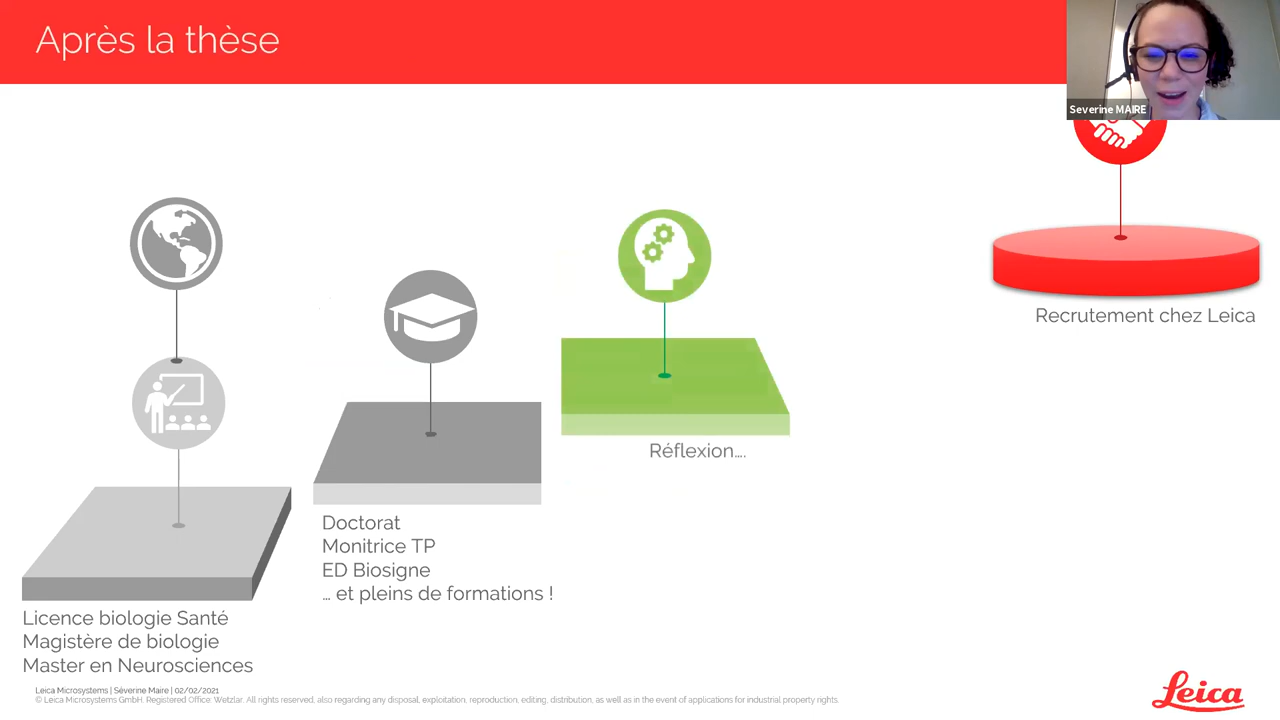 Après la thèse
Severine MAIRE
Recrutement chez Leica
Réflexion....
Doctorat
Monitrice TP
ED Biosigne
... et pleins de formations !
Licence biologie Santé
Magistère de biologie
Master en Neurosciences
Leica Microsystems | Séverine Maire | 02/02/2021
© Leica Microsystems GmbH. Registered Office: Wetzlar. All rights reserved, also regarding any disposal, exploitation, reproduction, editing, distribution, as well as in the event of applications for industrial property rights.
Leica